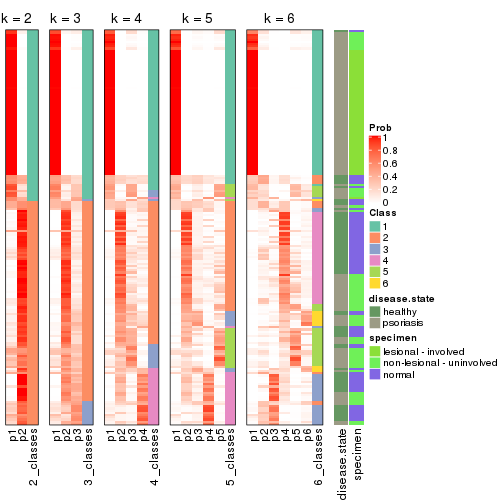 k = 2 k = 3 k = 4 k = 5 k = 6
Prob
1
0.8
0.6
0.4
0.2
0
Class
1
2
3
4
5
6
disease.state
healthy
psoriasis
specimen
lesional - involved
non-lesional - uninvolved
normal
p1 p2 2_classes p1 p2 p3 3_classes p1 p2 p3 p4 4_classes p1 p2 p3 p4 p5 5_classes p1 p2 p3 p4 p5 p6 6_classes disease.state specimen